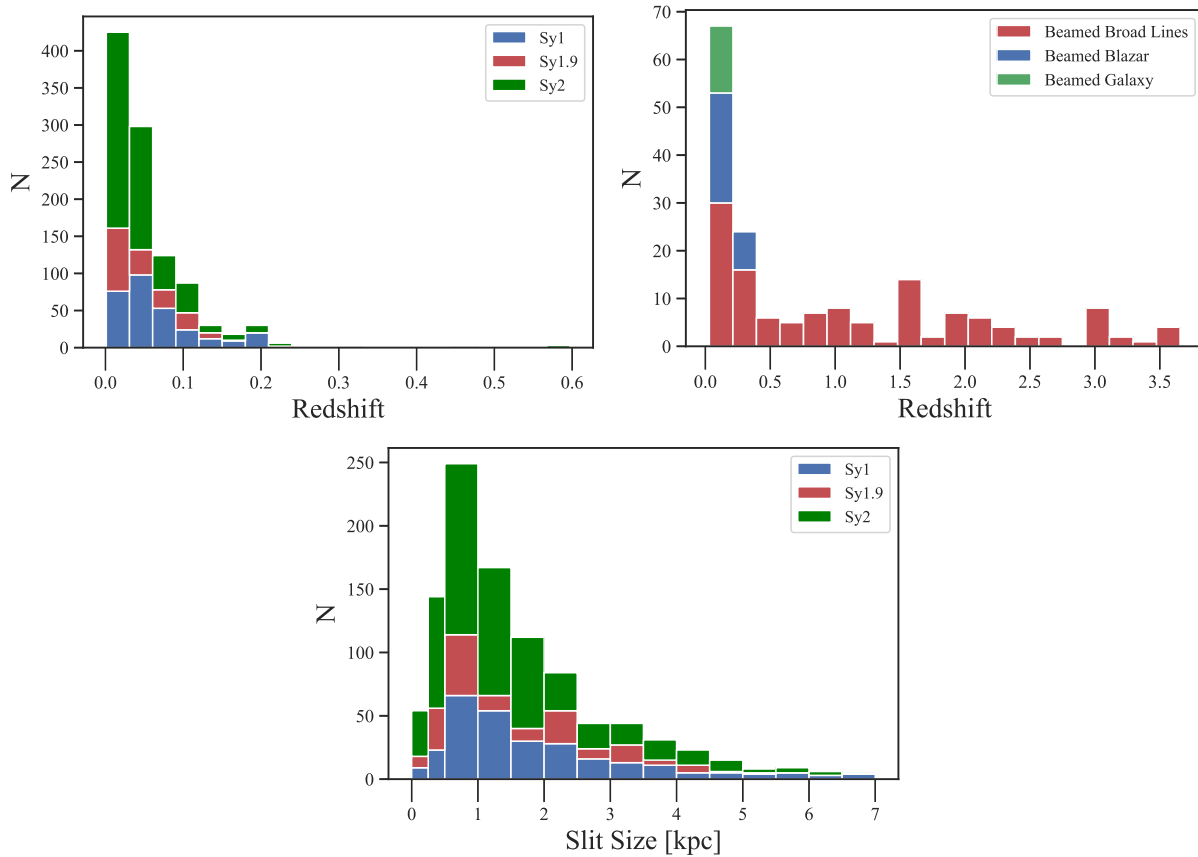 Sy1
Sy1.9
Sy2
400
350
300
250
200
150
100
50
0
N
0.0 0.1 0.2 0.3 0.4 0.5 0.6
Redshift
Beamed Broad Lines
Beamed Blazar
Beamed Galaxy
70
60
50
40
30
20
10
0
N
0.0 0.5 1.0 1.5 2.0 2.5 3.0 3.5
Redshift
Sy1
Sy1.9
Sy2
250
200
150
100
50
0
N
0 1 2 3 4 5 6 7
Slit Size [kpc]